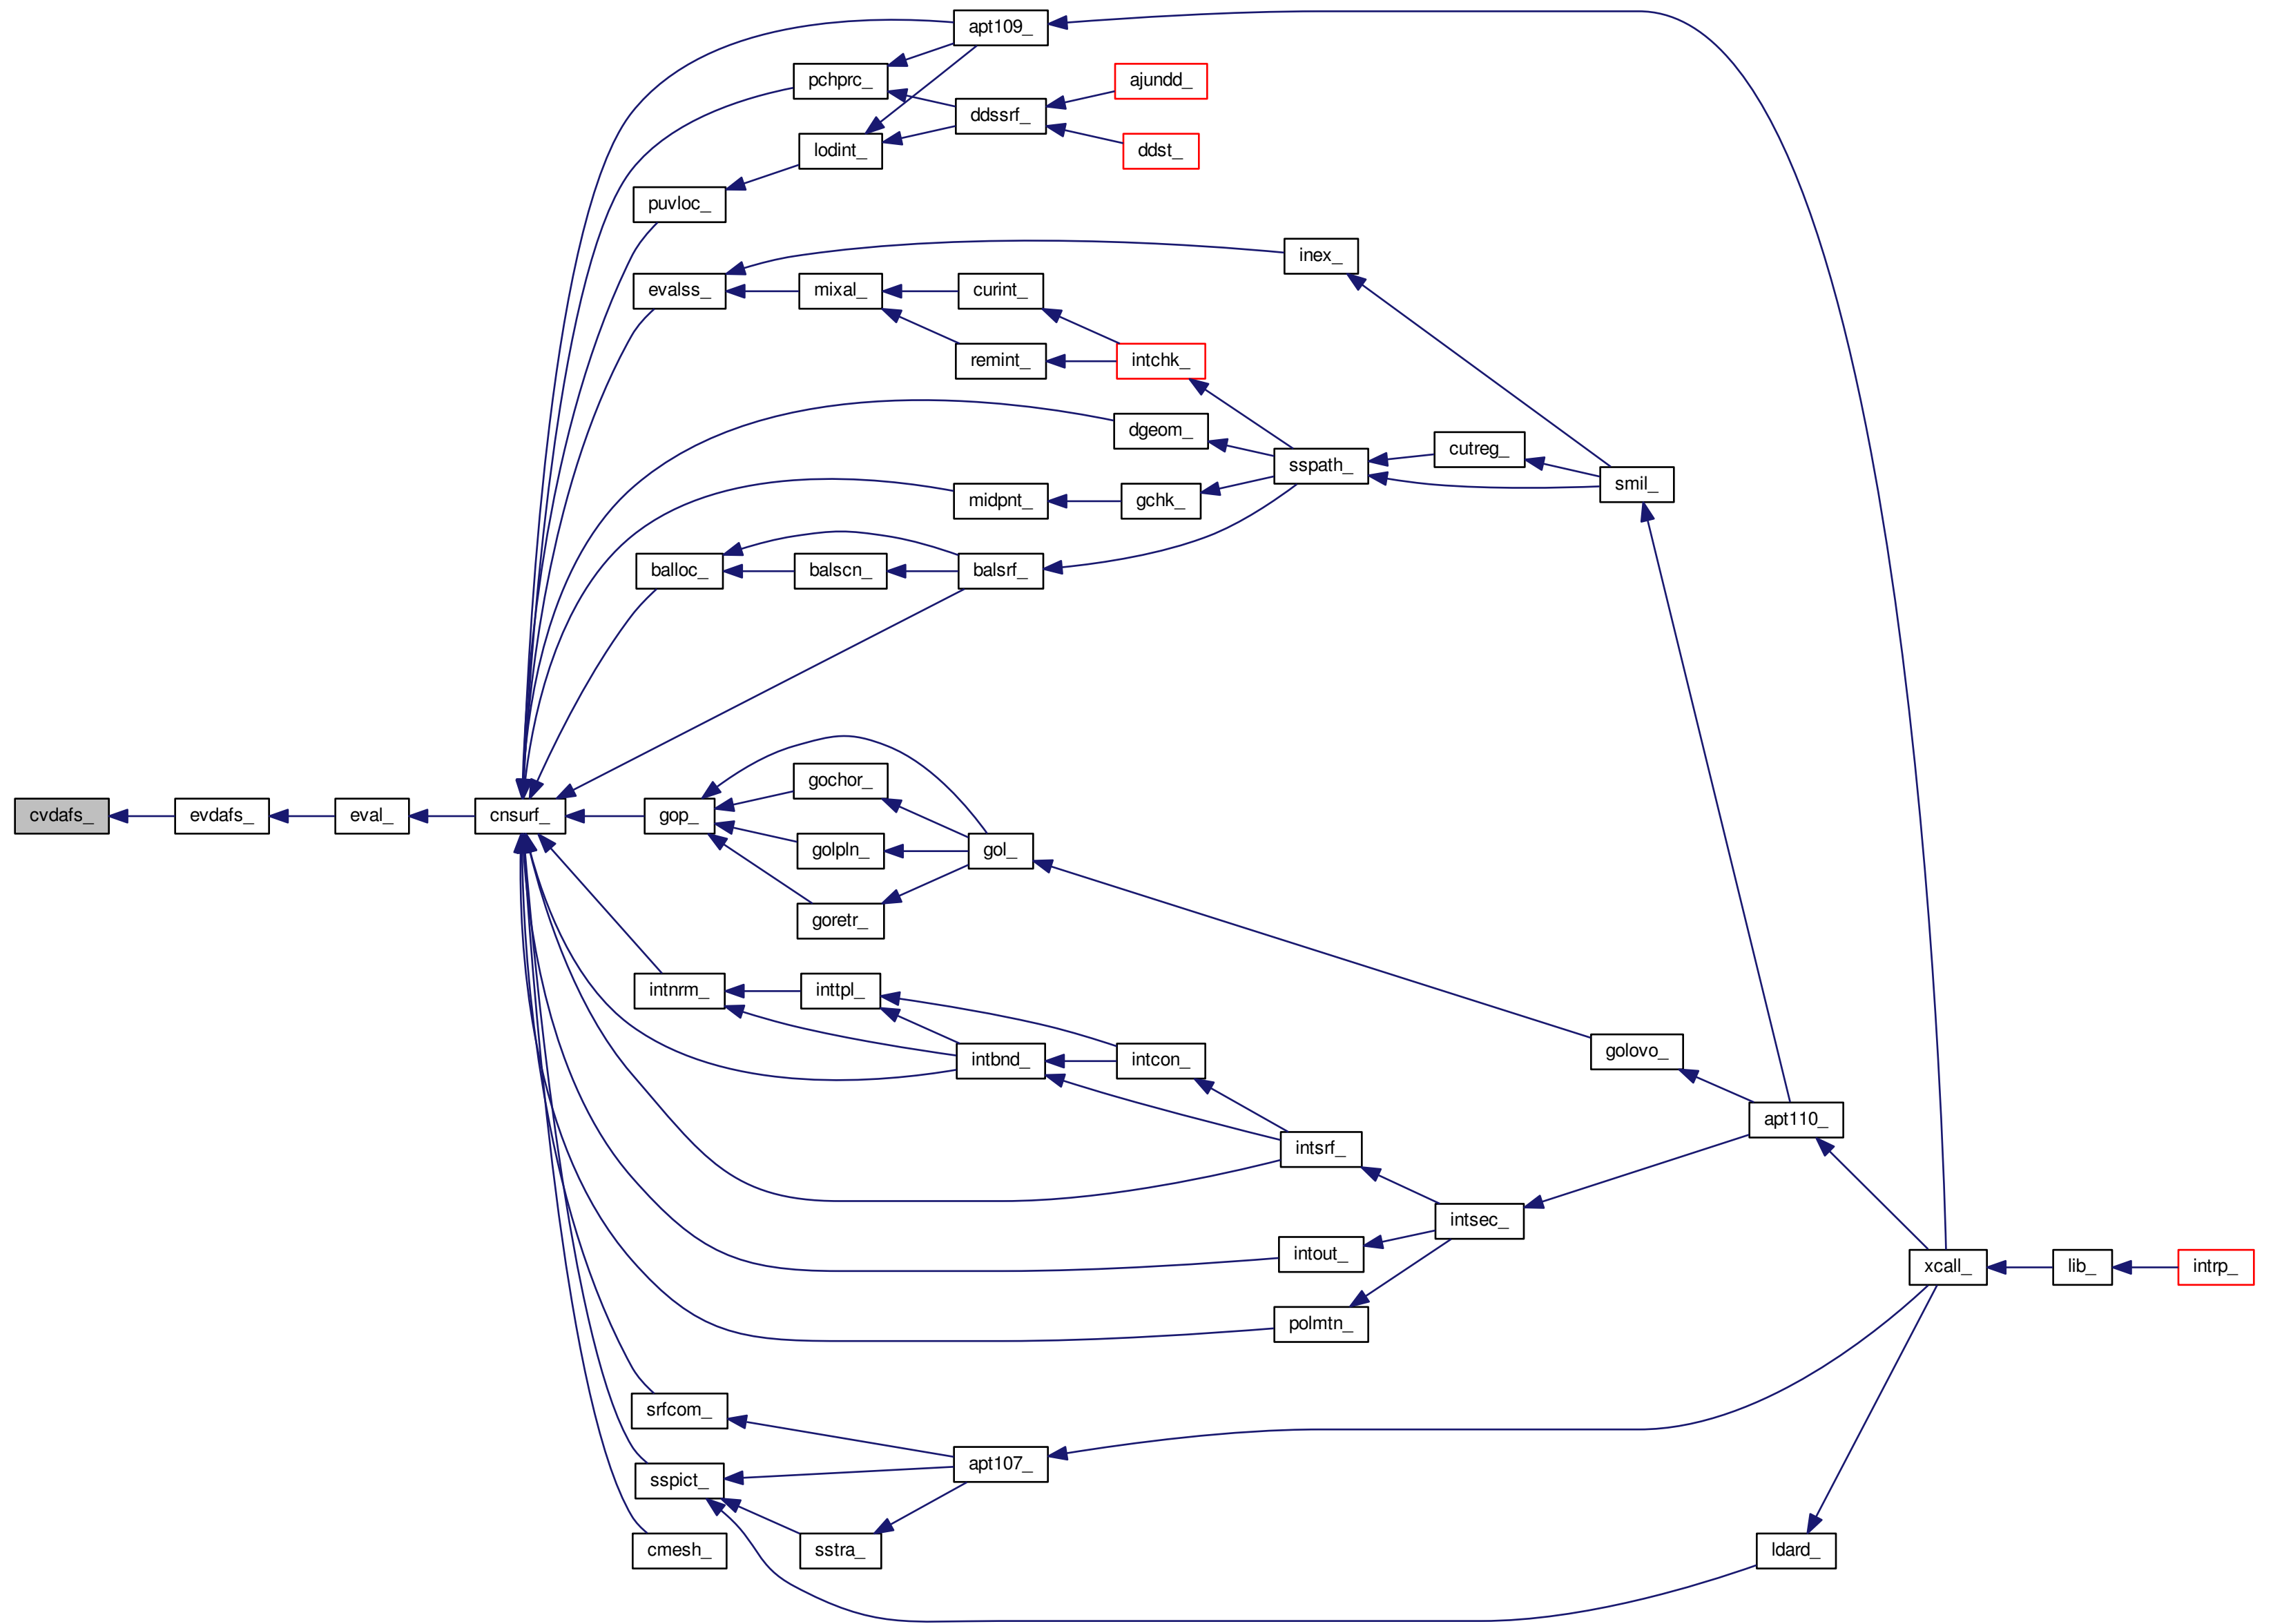 apt109_
pchprc_
ajundd_
ddssrf_
lodint_
ddst_
puvloc_
inex_
evalss_
mixal_
curint_
remint_
intchk_
dgeom_
cutreg_
sspath_
smil_
midpnt_
gchk_
balloc_
balscn_
balsrf_
gochor_
cvdafs_
evdafs_
eval_
cnsurf_
gop_
golpln_
gol_
goretr_
intnrm_
inttpl_
golovo_
intbnd_
intcon_
apt110_
intsrf_
intsec_
intout_
xcall_
lib_
intrp_
polmtn_
srfcom_
apt107_
sspict_
cmesh_
sstra_
ldard_